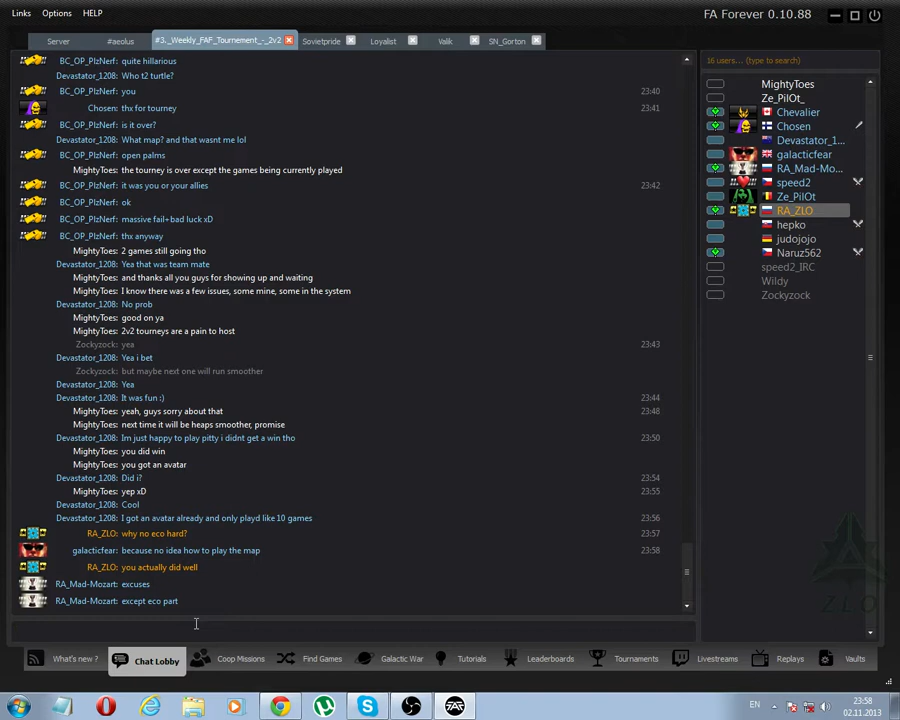 Links Options HELP
FA Forever 0.10.88
Server #aeolus #3._Weekly_FAF_Tournement_-_2v2 Sovietpride Loyalist Valik SN_Gorton
BC_OP_PlzNerf: quite hillarious
Devastator_1208: Who t2 turtle?
BC_OP_PlzNerf: you 23:40
Chosen: thx for tourney 23:41
BC_OP_PlzNerf: is it over?
Devastator_1208: What map? and that wasnt me lol
BC_OP_PlzNerf: open palms
MightyToes: the tourney is over except the games being currently played
BC_OP_PlzNerf: it was you or your allies 23:42
BC_OP_PlzNerf: ok
BC_OP_PlzNerf: massive fail+bad luck xD
BC_OP_PlzNerf: thx anyway
MightyToes: 2 games still going tho
Devastator_1208: Yea that was team mate
MightyToes: and thanks all you guys for showing up and waiting
MightyToes: I know there was a few issues, some mine, some in the system
Devastator_1208: No prob
MightyToes: good on ya
MightyToes: 2v2 tourneys are a pain to host
Zockyzock: yea 23:43
Devastator_1208: Yea i bet
Zockyzock: but maybe next one will run smoother
Devastator_1208: Yea
Devastator_1208: It was fun :) 23:44
MightyToes: yeah, guys sorry about that 23:48
MightyToes: next time it will be heaps smoother, promise
Devastator_1208: Im just happy to play pitty i didnt get a win tho 23:50
MightyToes: you did win
MightyToes: you got an avatar
Devastator_1208: Did i? 23:54
MightyToes: yep xD 23:55
Devastator_1208: Cool
Devastator_1208: I got an avatar already and only playd like 10 games 23:56
RA_ZLO: why no eco hard? 23:57
galacticfear: because no idea how to play the map 23:58
RA_ZLO: you actually did well
RA_Mad-Mozart: excuses
RA_Mad-Mozart: except eco part
16 users... (type to search)
MightyToes
Ze_PilOt_
Chevalier
Chosen
Devastator_1...
galacticfear
RA_Mad-Mo...
speed2
Ze_PilOt
RA_ZLO
hepko
judojojo
Naruz562
speed2_IRC
Wildy
Zockyzock
ZLO
What's new ? Chat Lobby Coop Missions Find Games Galactic War Tutorials Leaderboards Tournaments Livestreams Replays Vaults
EN 23:58
02.11.2013